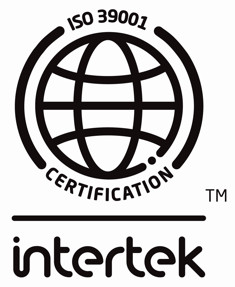 ISO 39001
CERTIFICATION
TM
intertek